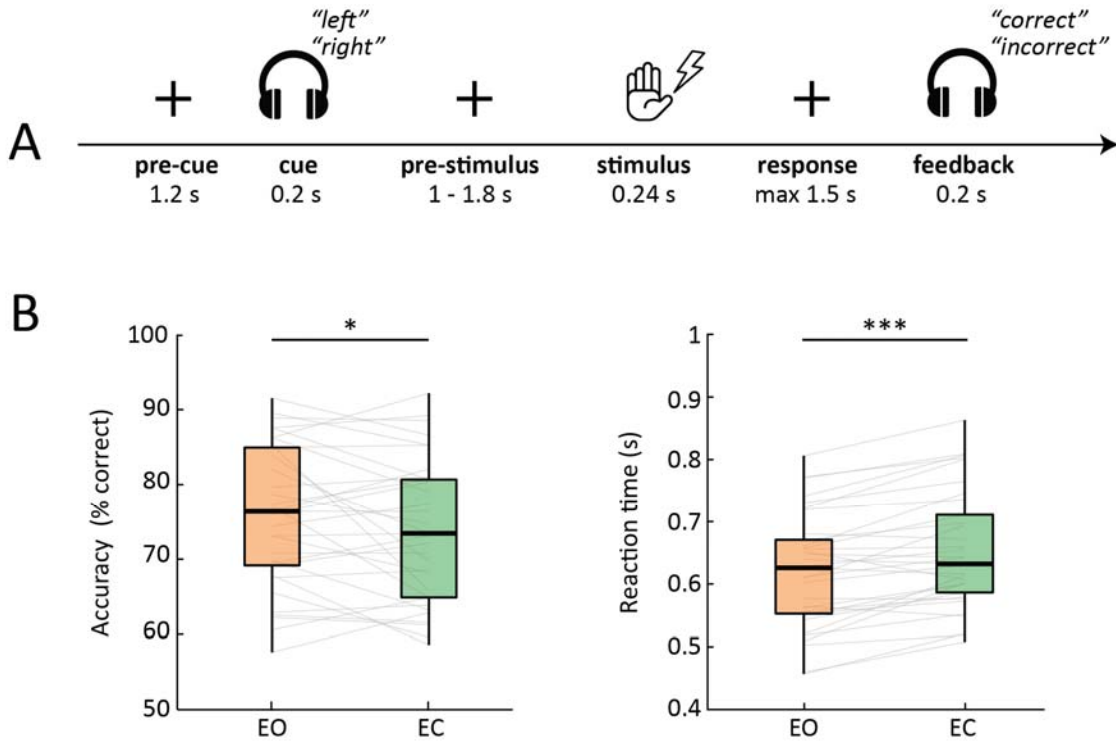 “left”
“right”
“correct”
“incorrect”
A
pre-cue cue pre-stimulus stimulus response feedback
1.2 s 0.2 s 1 - 1.8 s 0.24 s max 1.5 s 0.2 s
B
* ***
100
90
80
70
60
50
Accuracy (% correct)
EO EC
1
0.9
0.8
0.7
0.6
0.5
0.4
Reaction time (s)
EO EC